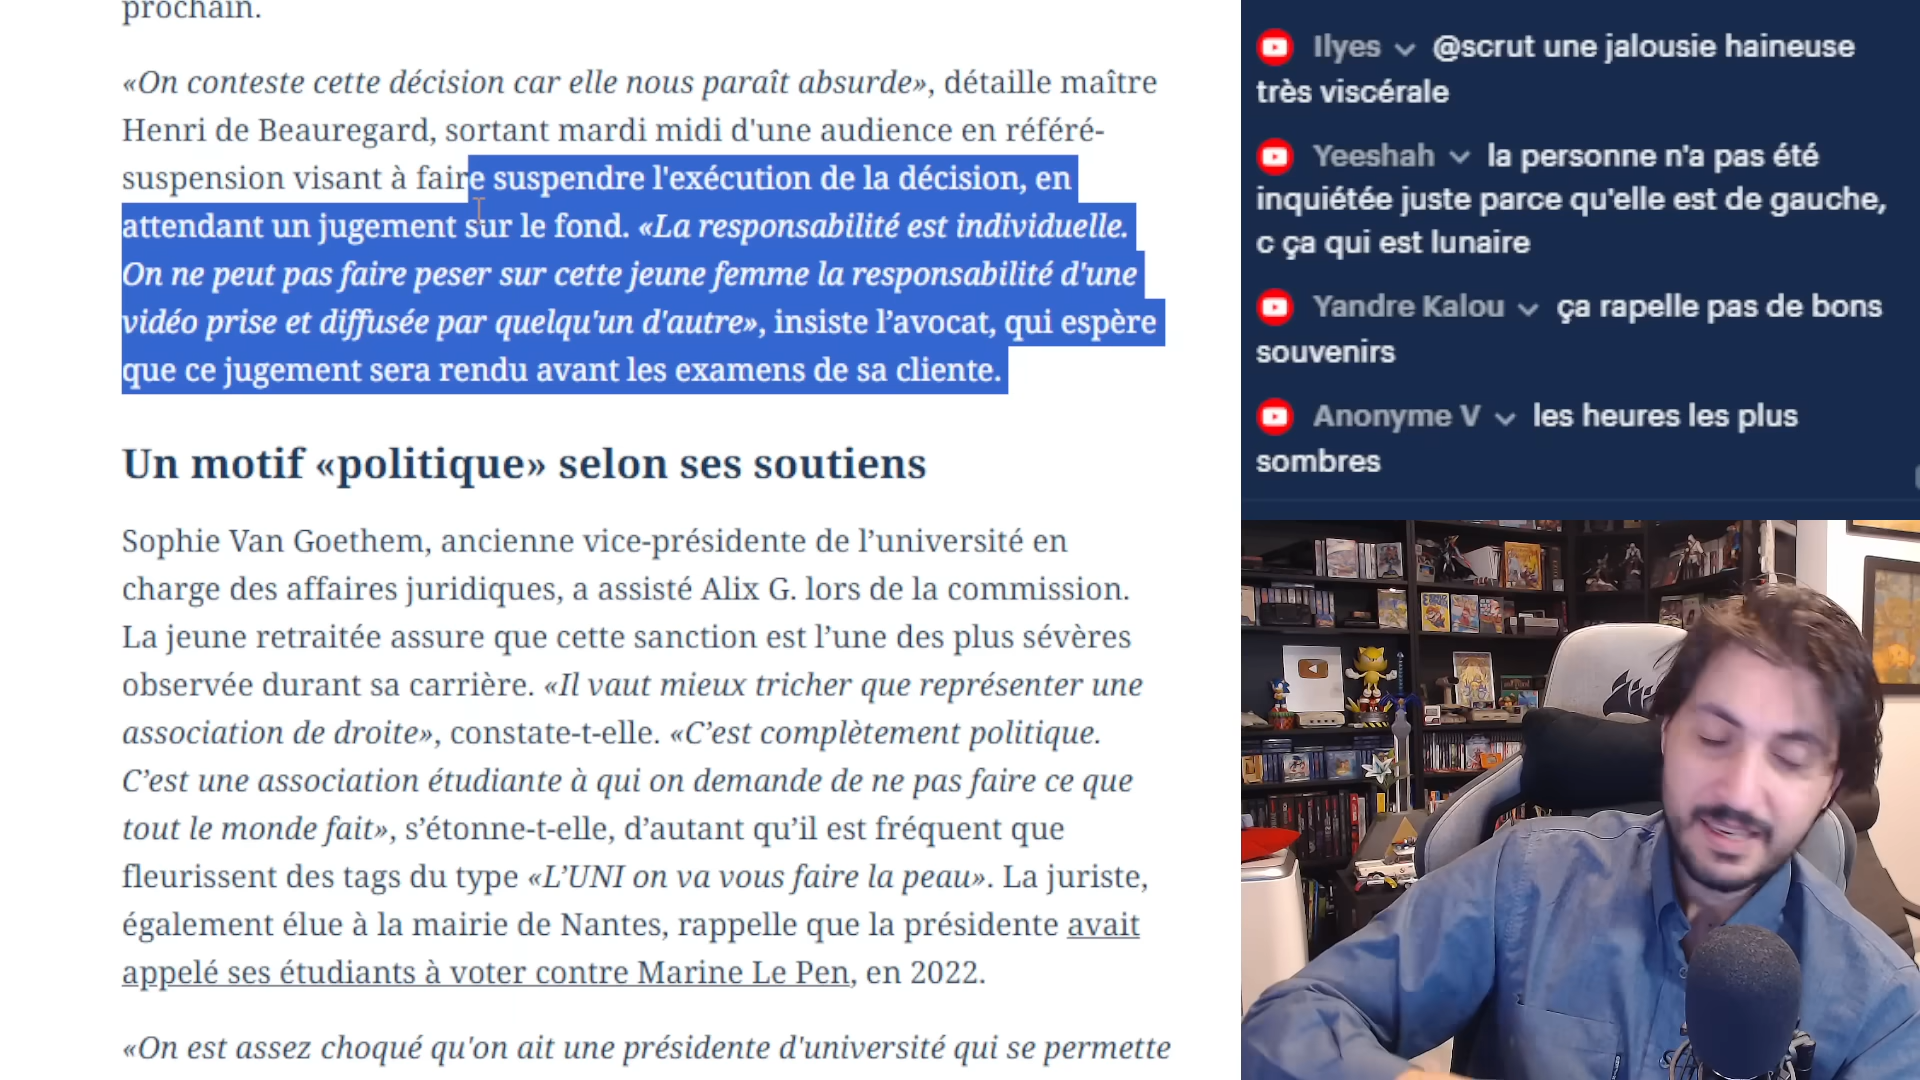 prochain.
«On conteste cette décision car elle nous paraît absurde», détaille maître
Henri de Beauregard, sortant mardi midi d'une audience en référé-
suspension visant à faire suspendre l'exécution de la décision, en
attendant un jugement sur le fond. «La responsabilité est individuelle.
On ne peut pas faire peser sur cette jeune femme la responsabilité d'une
vidéo prise et diffusée par quelqu'un d'autre», insiste l’avocat, qui espère
que ce jugement sera rendu avant les examens de sa cliente.
Un motif «politique» selon ses soutiens
Sophie Van Goethem, ancienne vice-présidente de l’université en
charge des affaires juridiques, a assisté Alix G. lors de la commission.
La jeune retraitée assure que cette sanction est l’une des plus sévères
observée durant sa carrière. «Il vaut mieux tricher que représenter une
association de droite», constate-t-elle. «C’est complètement politique.
C’est une association étudiante à qui on demande de ne pas faire ce que
tout le monde fait», s’étonne-t-elle, d’autant qu’il est fréquent que
fleurissent des tags du type «L’UNI on va vous faire la peau». La juriste,
également élue à la mairie de Nantes, rappelle que la présidente avait
appelé ses étudiants à voter contre Marine Le Pen, en 2022.
«On est assez choqué qu'on ait une présidente d'université qui se permette
Ilyes @scrut une jalousie haineuse
très viscérale
Yeeshah la personne n'a pas été
inquiétée juste parce qu'elle est de gauche,
c ça qui est lunaire
Yandre Kalou ça rapelle pas de bons
souvenirs
Anonyme V les heures les plus
sombres